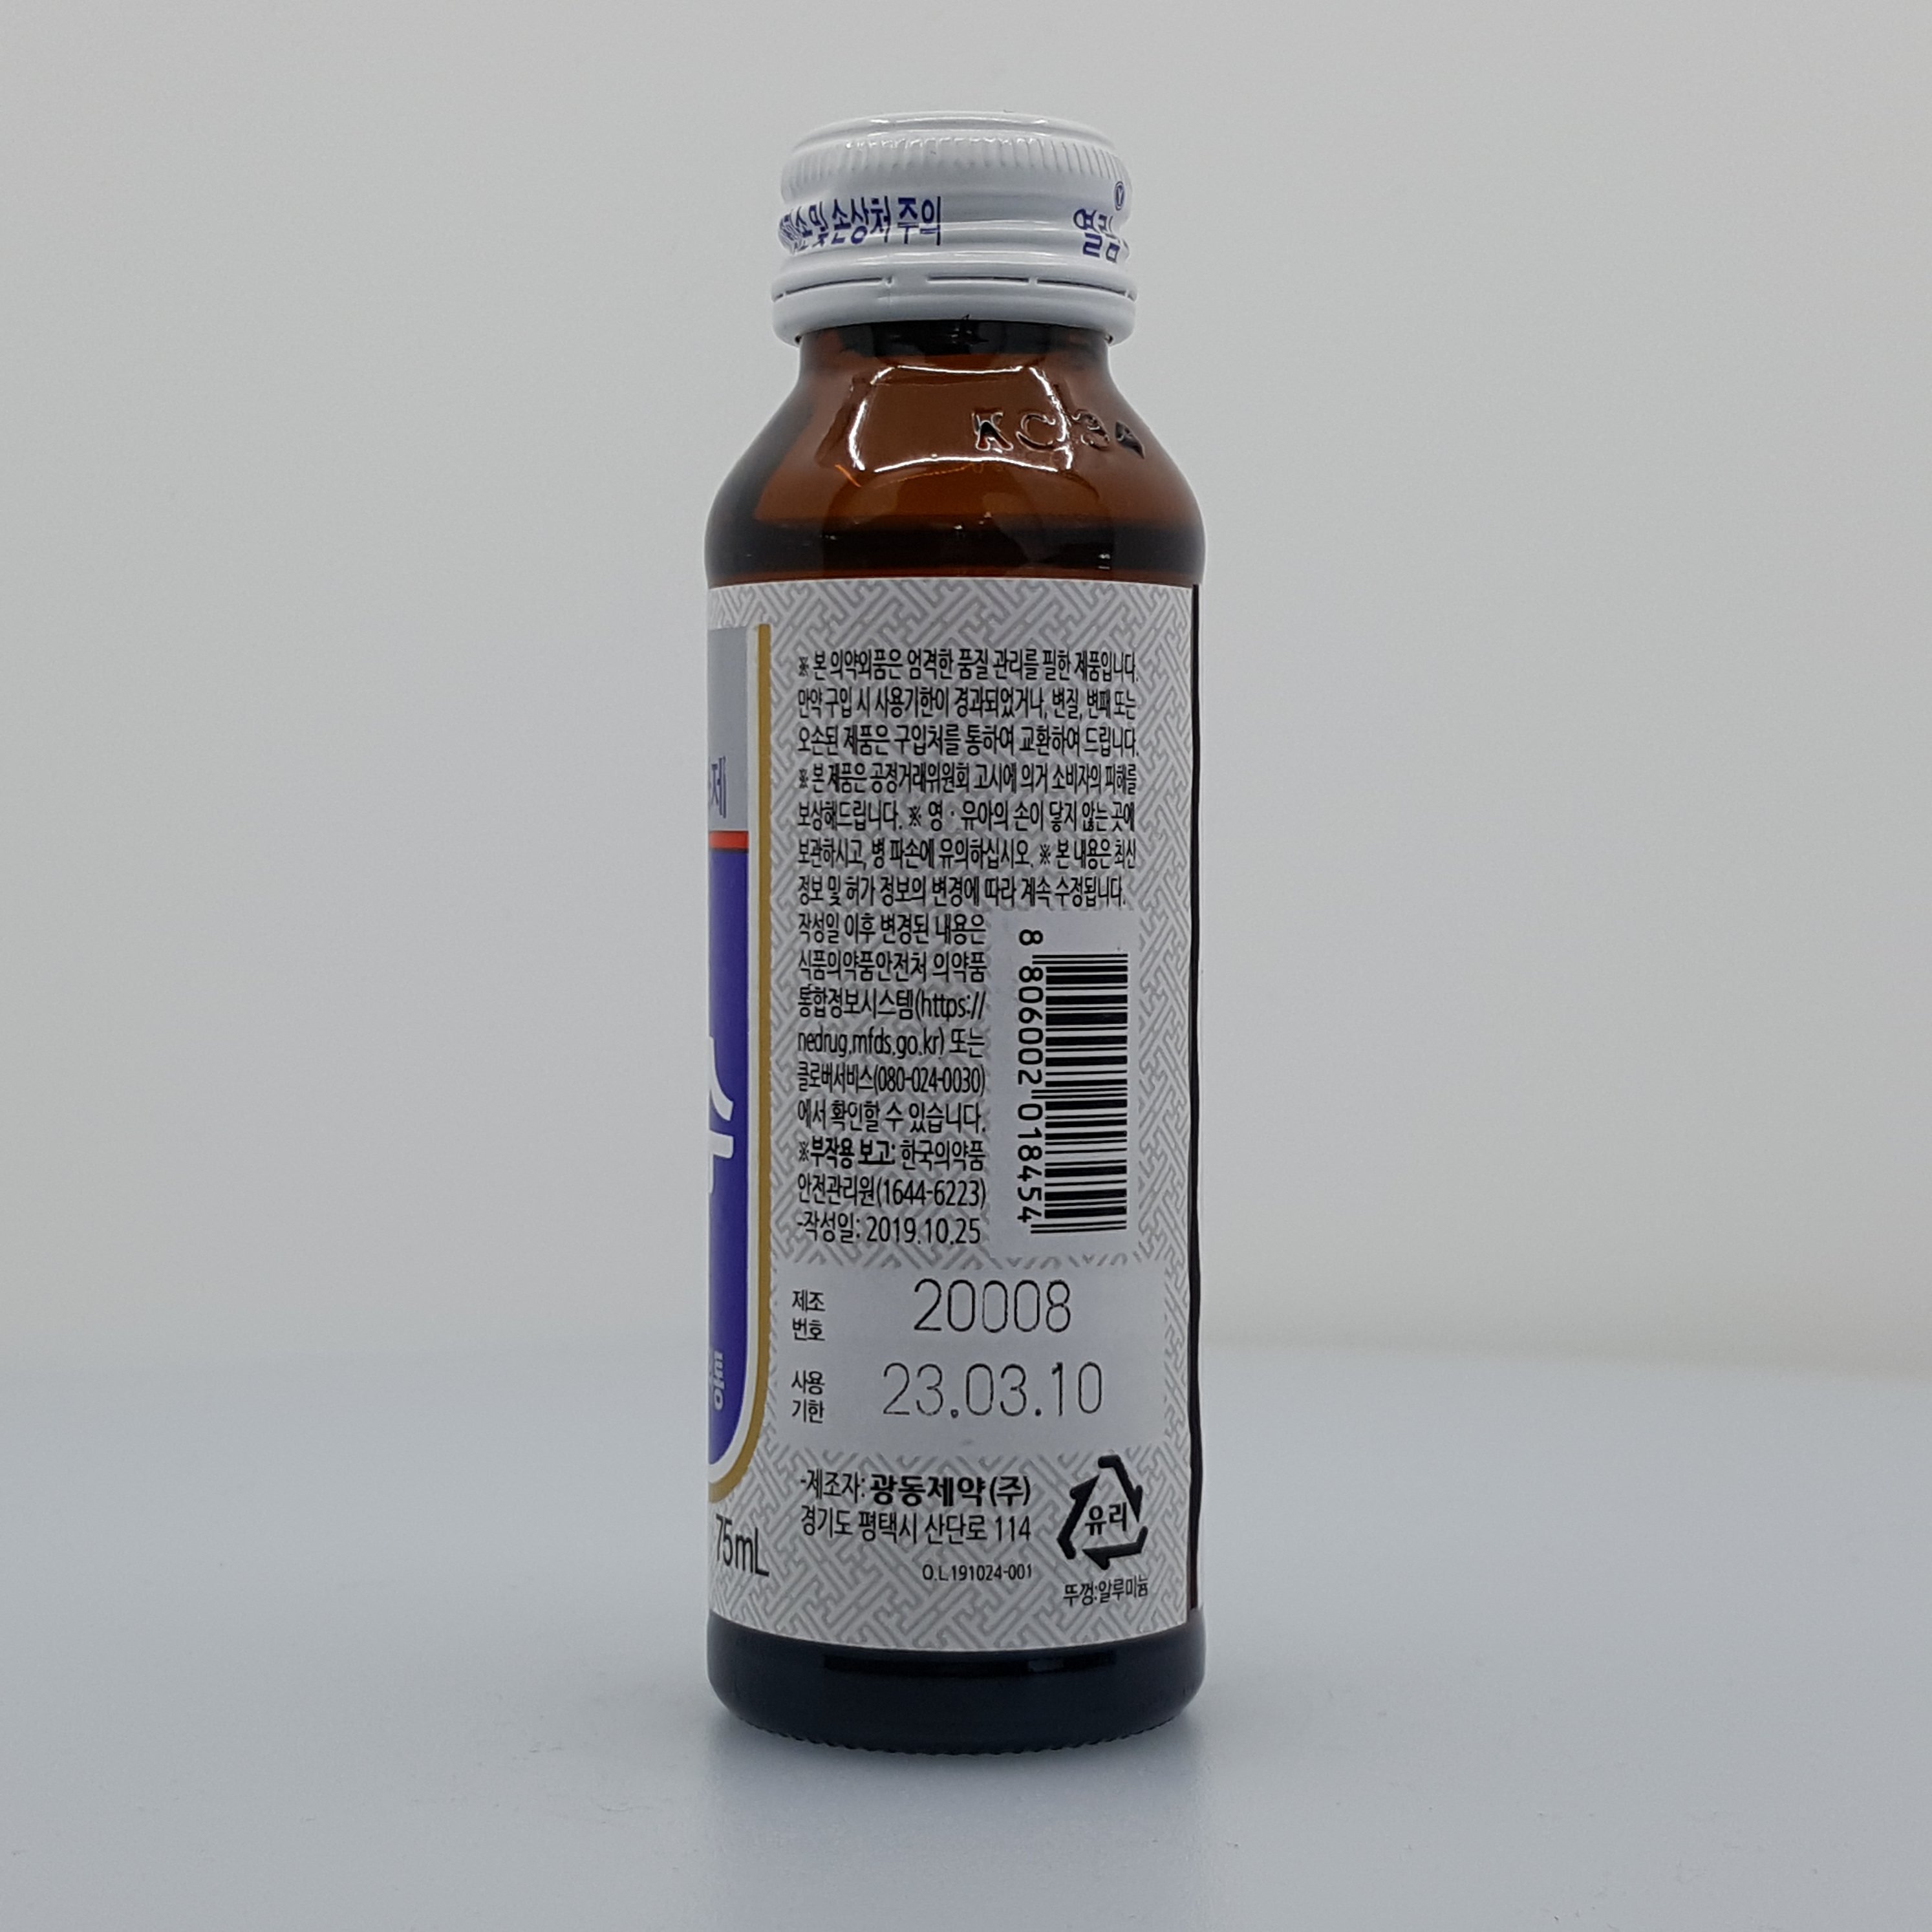 및 손상처 주의
열림
KC
※ 본 의약외품은 엄격한 품질 관리를 필한 제품입니다.
만약 구입 시 사용기한이 경과되었거나, 변질, 변패 또는
오손된 제품은 구입처를 통하여 교환하여 드립니다.
※ 본 제품은 공정거래위원회 고시에 의거 소비자의 피해를
보상해드립니다. ※ 영 · 유아의 손이 닿지 않는 곳에
보관하시고, 병 파손에 유의하십시오. ※ 본 내용은 최신
정보 및 허가 정보의 변경에 따라 계속 수정됩니다.
작성일 이후 변경된 내용은
식품의약품안전처 의약품
통합정보시스템(https://
nedrug.mfds.go.kr) 또는
클로버서비스(080-024-0030)
에서 확인할 수 있습니다.
※부작용 보고: 한국의약품
안전관리원(1644-6223)
-작성일: 2019.10.25
8 806002 018454
제조
번호
20008
사용
기한
23.03.10
-제조자: 광동제약(주)
경기도 평택시 산단로 114
O.L191024-001
유리
뚜껑:알루미늄
제
수
75mL